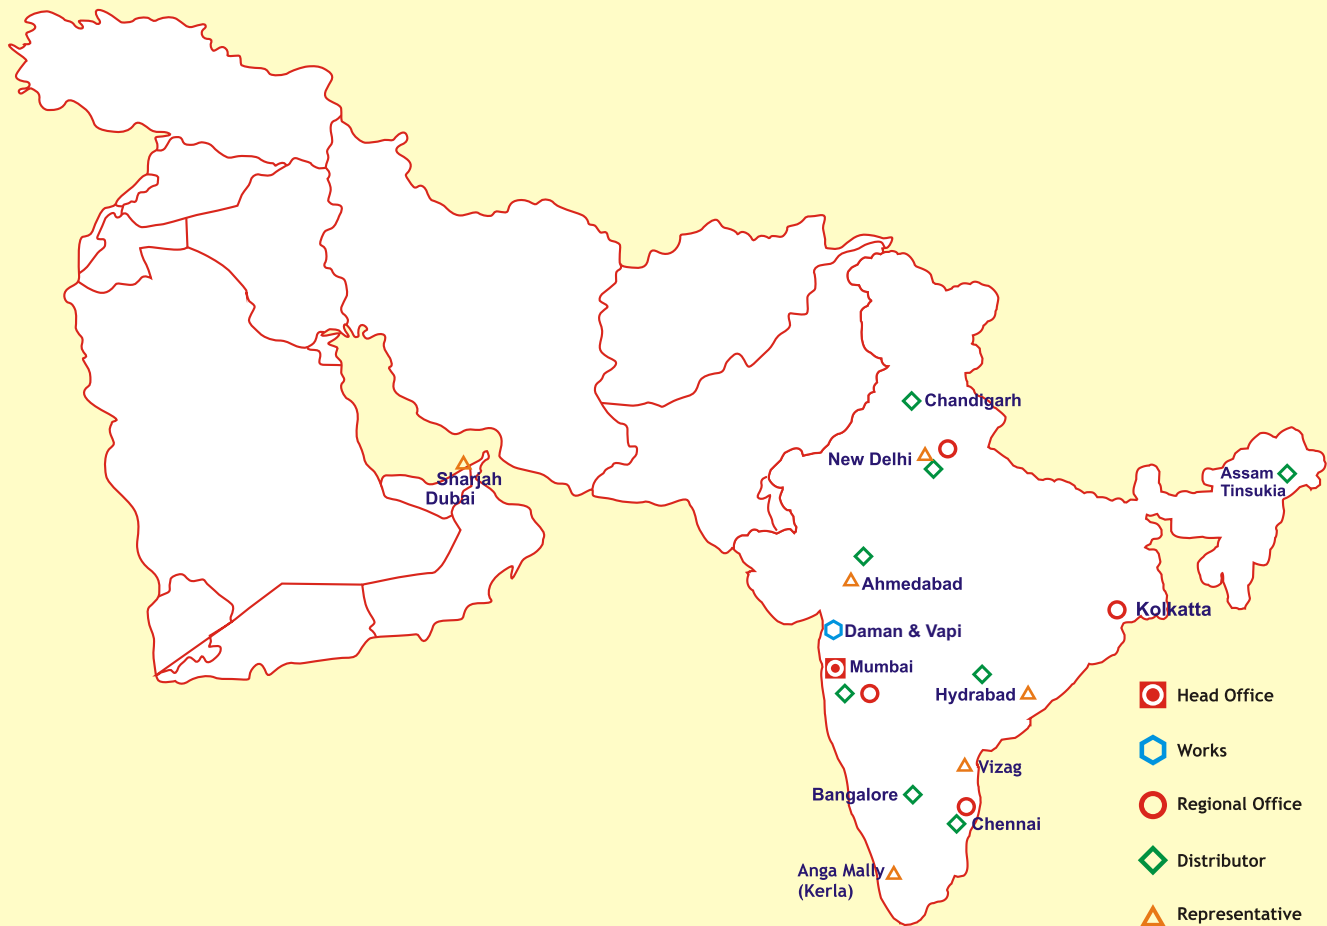 Chandigarh
New Delhi
Assam
Tinsukia
Sharjah
Dubai
Ahmedabad
Kolkatta
Daman & Vapi
Mumbai
Hydrabad
Head Office
Works
Vizag
Bangalore
Regional Office
Chennai
Distributor
Anga Mally
(Kerla)
Representative